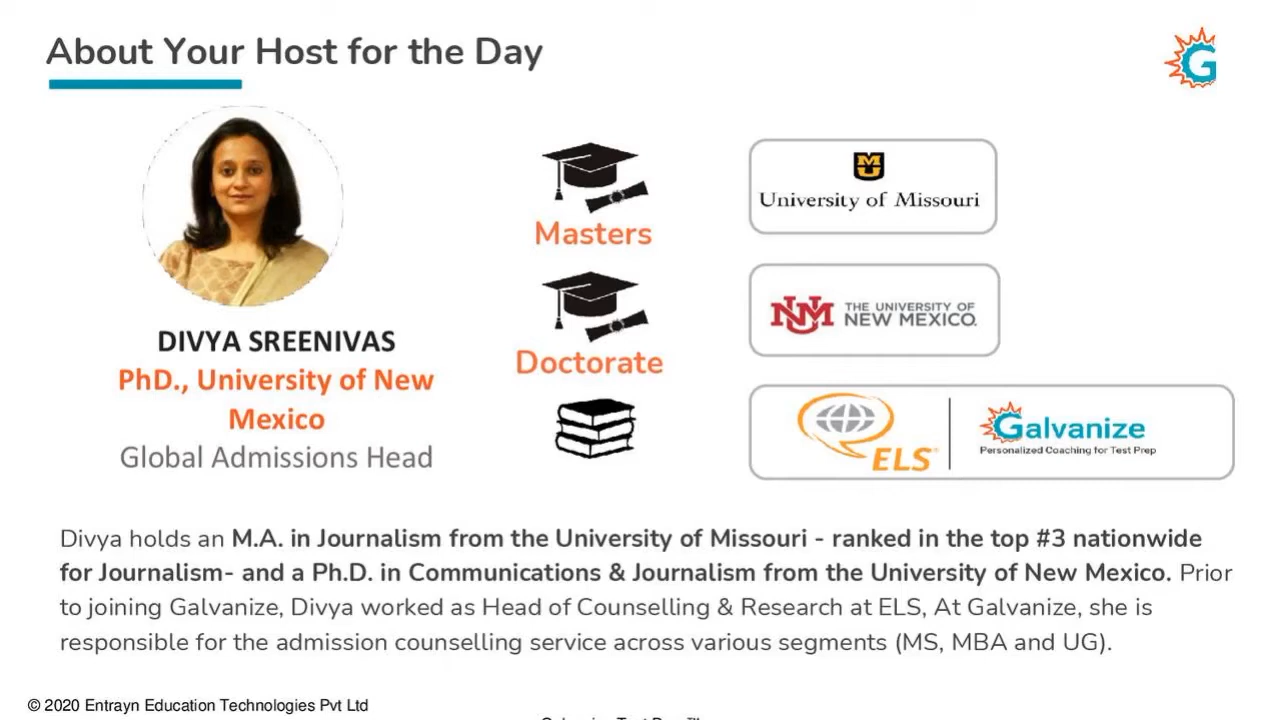 About Your Host for the Day
G
DIVYA SREENIVAS
PhD., University of New
Mexico
Global Admissions Head
Masters
Doctorate
MU
University of Missouri
UNM
THE UNIVERSITY OF
NEW MEXICO.
ELS
Galvanize
Personalized Coaching for Test Prep
Divya holds an M.A. in Journalism from the University of Missouri - ranked in the top #3 nationwide
for Journalism- and a Ph.D. in Communications & Journalism from the University of New Mexico. Prior
to joining Galvanize, Divya worked as Head of Counselling & Research at ELS, At Galvanize, she is
responsible for the admission counselling service across various segments (MS, MBA and UG).
© 2020 Entrayn Education Technologies Pvt Ltd